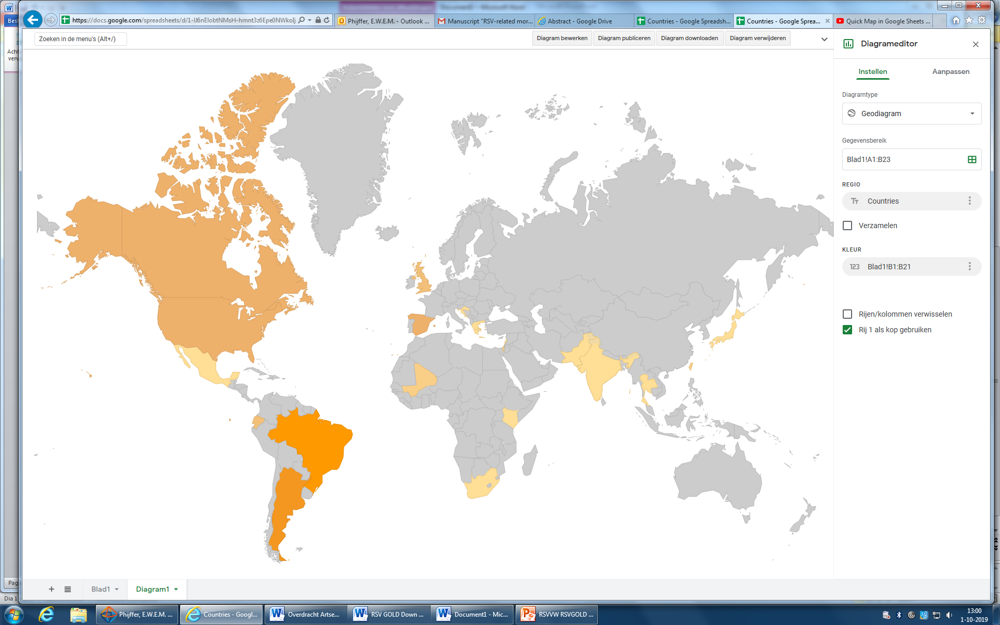 Best
https://docs.google.com/spreadsheets/d/1-IJ6nEIobtNMsH-hmnt3z6Epe0NWkoIj
Phijffer, E.W.E.M. - Outlook ...
Manuscript "RSV-related mor...
Abstract - Google Drive
Countries - Google Spreadsh...
Countries - Google Sprea...
Quick Map in Google Sheets ...
Zoeken in de menu's (Alt+/)
Diagram bewerken
Diagram publiceren
Diagram downloaden
Diagram verwijderen
Acht
verv
Diagrameditor
Instellen
Aanpassen
Diagramtype
Geodiagram
Gegevensbereik
Blad1!A1:B23
REGIO
Tт Countries
Verzamelen
KLEUR
123 Blad1!B1:B21
Rijen/kolommen verwisselen
Rij 1 als kop gebruiken
Pag
Blad1
Diagram1
Dia 1
Phijffer, E.W.E.M. ...
Countries - Googl...
Overdracht Artse...
RSV GOLD Down ...
Document1 - Mic...
RSVVW RSVGOLD ...
13:00
1-10-2019